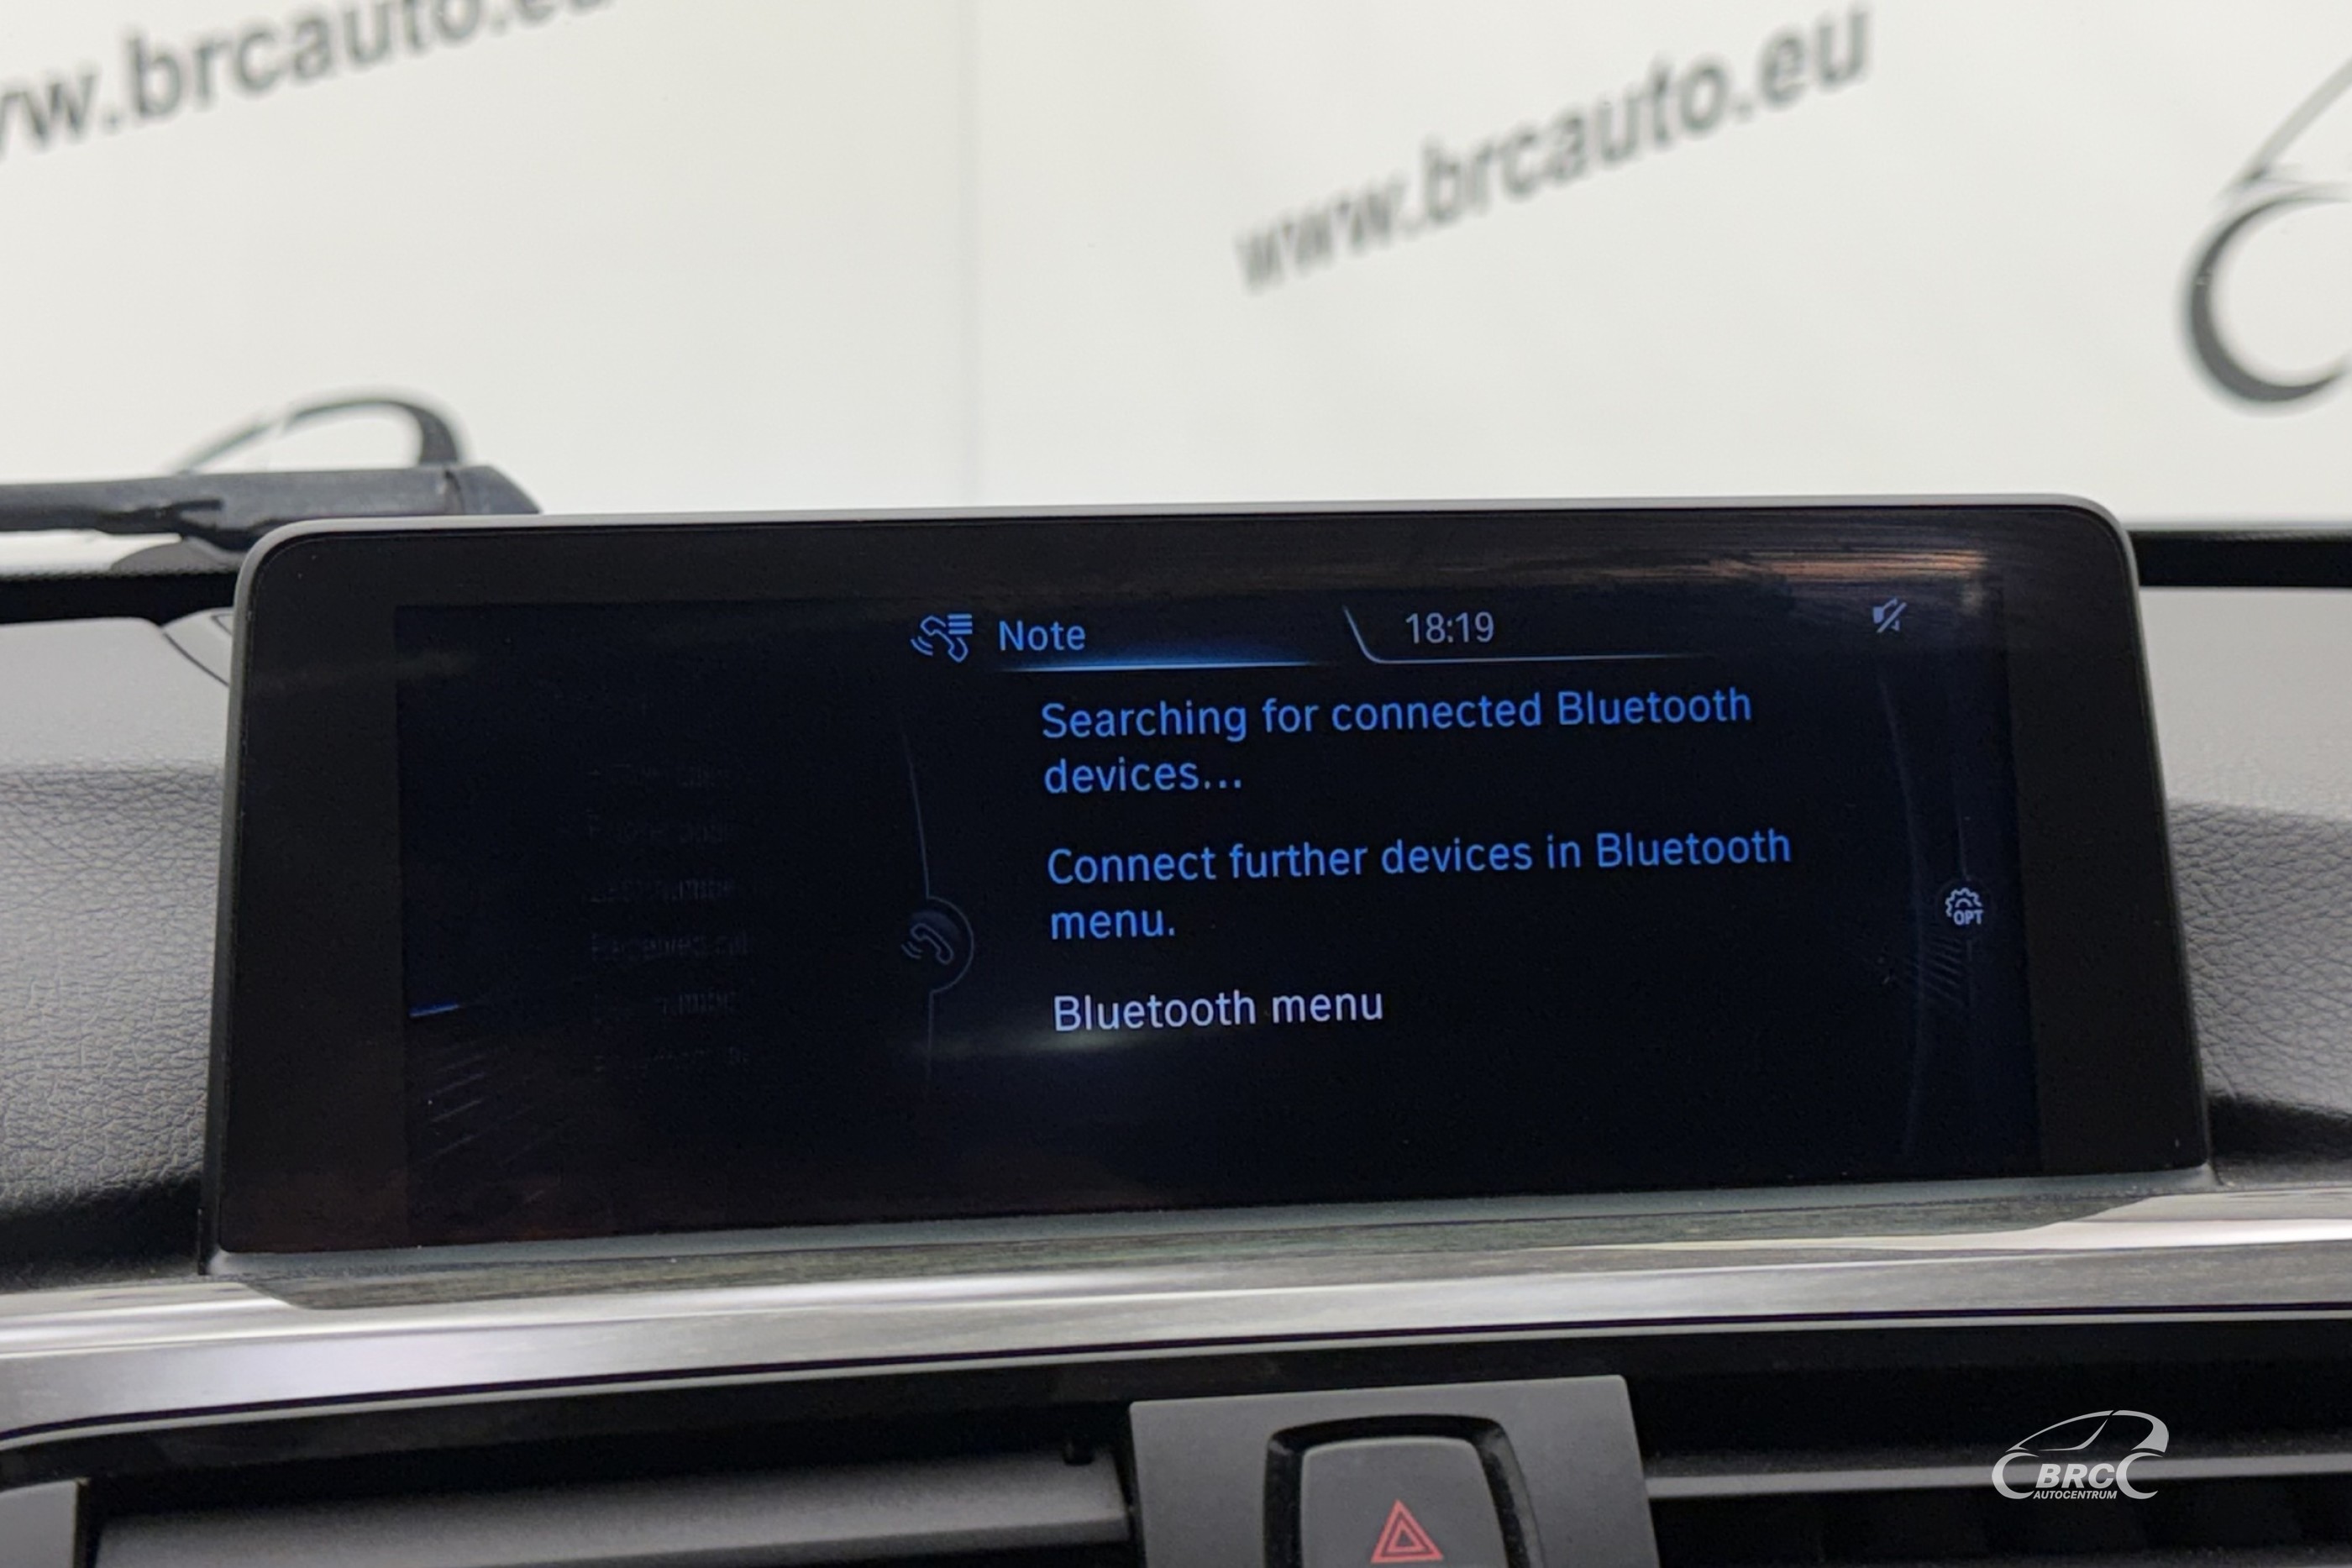 www.brcauto.eu
www.brcauto.eu
Note
18:19
Searching for connected Bluetooth
devices...
Connect further devices in Bluetooth
menu.
OPT
Bluetooth menu
BRC
AUTOCENTRUM